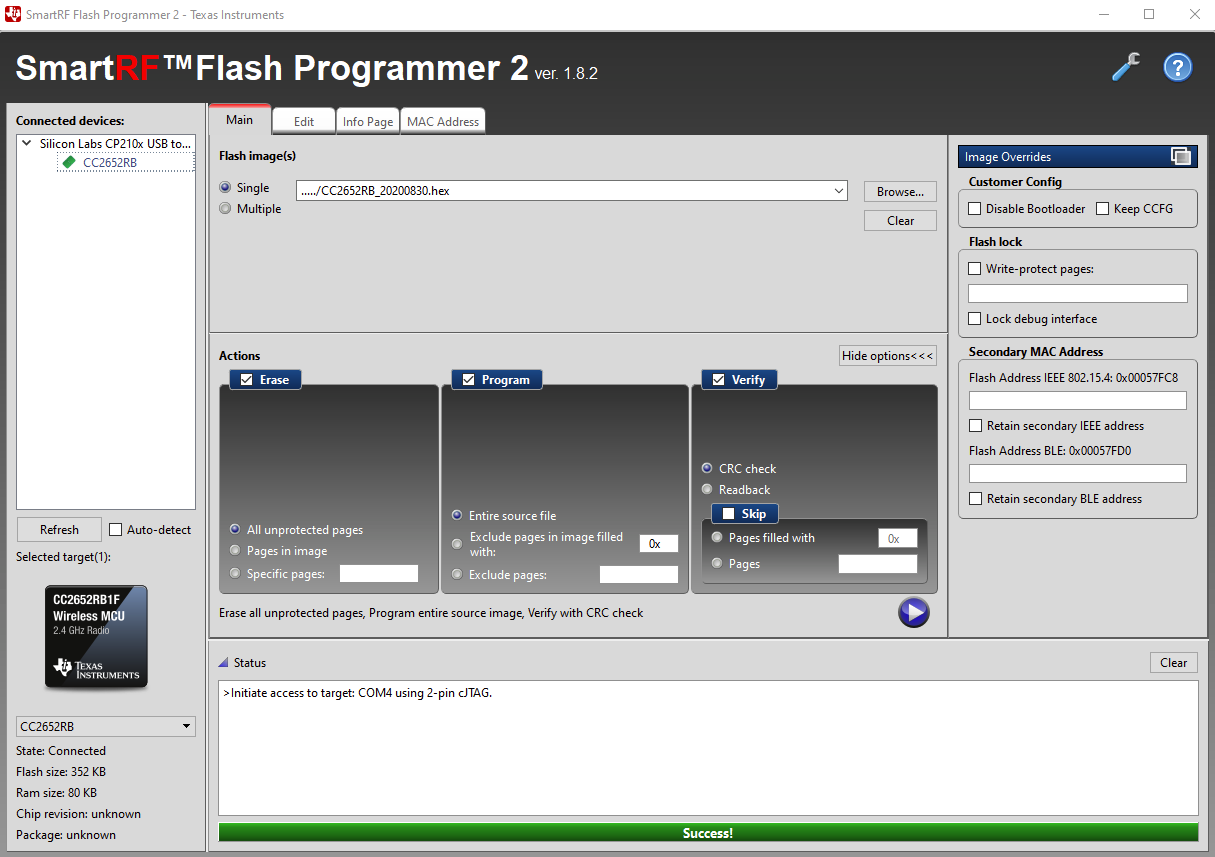 SmartRF Flash Programmer 2 - Texas Instruments
SmartRF™Flash Programmer 2 ver. 1.8.2
?
Connected devices:
Silicon Labs CP210x USB to...
CC2652RB
Refresh
Auto-detect
Selected target(1):
CC2652RB1F
Wireless MCU
2.4 GHz Radio
TEXAS
INSTRUMENTS
CC2652RB
State: Connected
Flash size: 352 KB
Ram size: 80 KB
Chip revision: unknown
Package: unknown
Main
Edit
Info Page
MAC Address
Flash image(s)
Single
...../CC2652RB_20200830.hex
Browse...
Multiple
Clear
Actions
Hide options<<<
Erase
All unprotected pages
Pages in image
Specific pages:
Program
Entire source file
Exclude pages in image filled
with:
0x
Exclude pages:
Verify
CRC check
Readback
Skip
Pages filled with
0x
Pages
Erase all unprotected pages, Program entire source image, Verify with CRC check
Image Overrides
Customer Config
Disable Bootloader
Keep CCFG
Flash lock
Write-protect pages:
Lock debug interface
Secondary MAC Address
Flash Address IEEE 802.15.4: 0x00057FC8
Retain secondary IEEE address
Flash Address BLE: 0x00057FD0
Retain secondary BLE address
Status
Clear
>Initiate access to target: COM4 using 2-pin cJTAG.
Success!